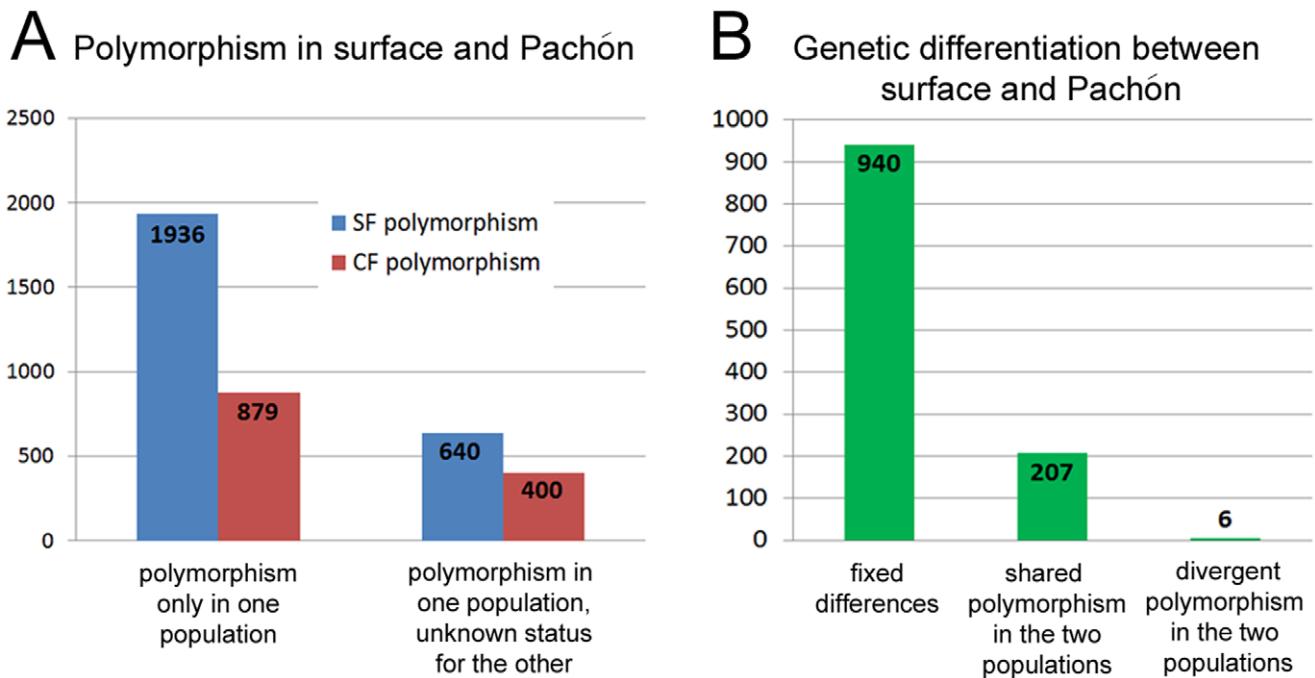 A Polymorphism in surface and Pachón
2500
2000
1500
1000
500
0
1936
879
640
400
SF polymorphism
CF polymorphism
polymorphism
only in one
population
polymorphism in
one population,
unknown status
for the other
B Genetic differentiation between
surface and Pachón
1000
900
800
700
600
500
400
300
200
100
0
940
207
6
fixed
differences
shared
polymorphism
in the two
populations
divergent
polymorphism
in the two
populations